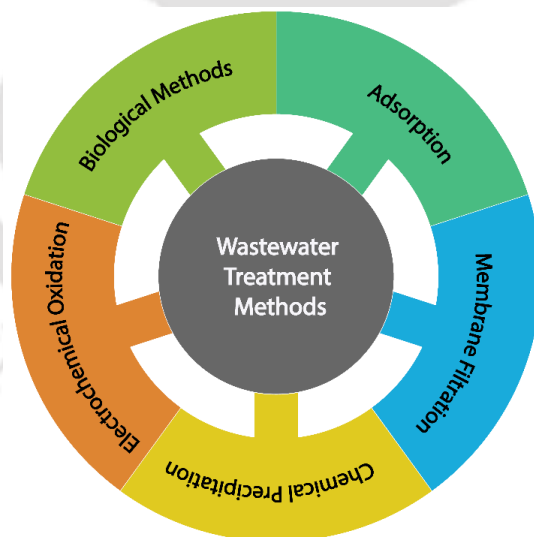 Wastewater
Treatment
Methods
Adsorption
Membrane Filtration
Chemical Precipitation
Electrochemical Oxidation
Biological Methods